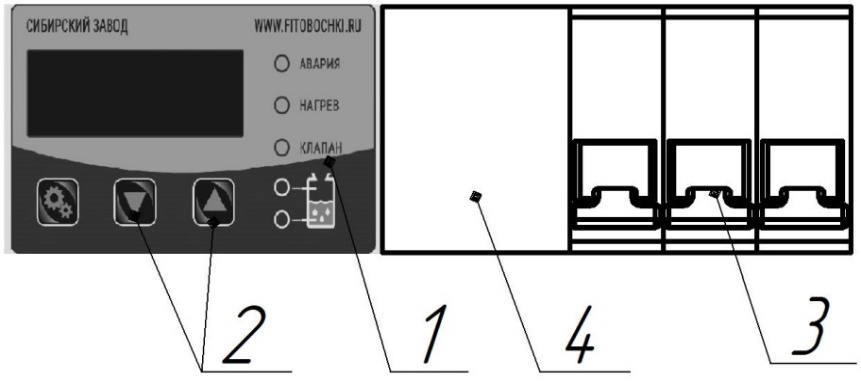 СИБИРСКИЙ ЗАВОД WWW.FITOBOCHKI.RU
АВАРИЯ
НАГРЕВ
КЛАПАН
2 1 4 3